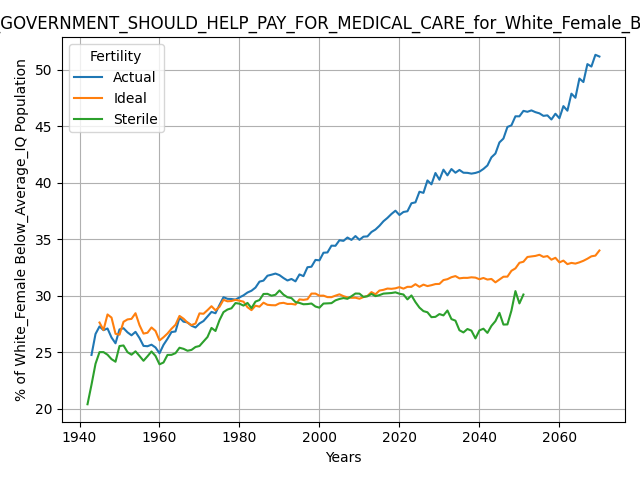 _GOVERNMENT_SHOULD_HELP_PAY_FOR_MEDICAL_CARE_for_White_Female_B
Fertility
Actual
Ideal
Sterile
% of White_Female Below_Average_IQ Population
50
45
40
35
30
25
20
1940 1960 1980 2000 2020 2040 2060
Years